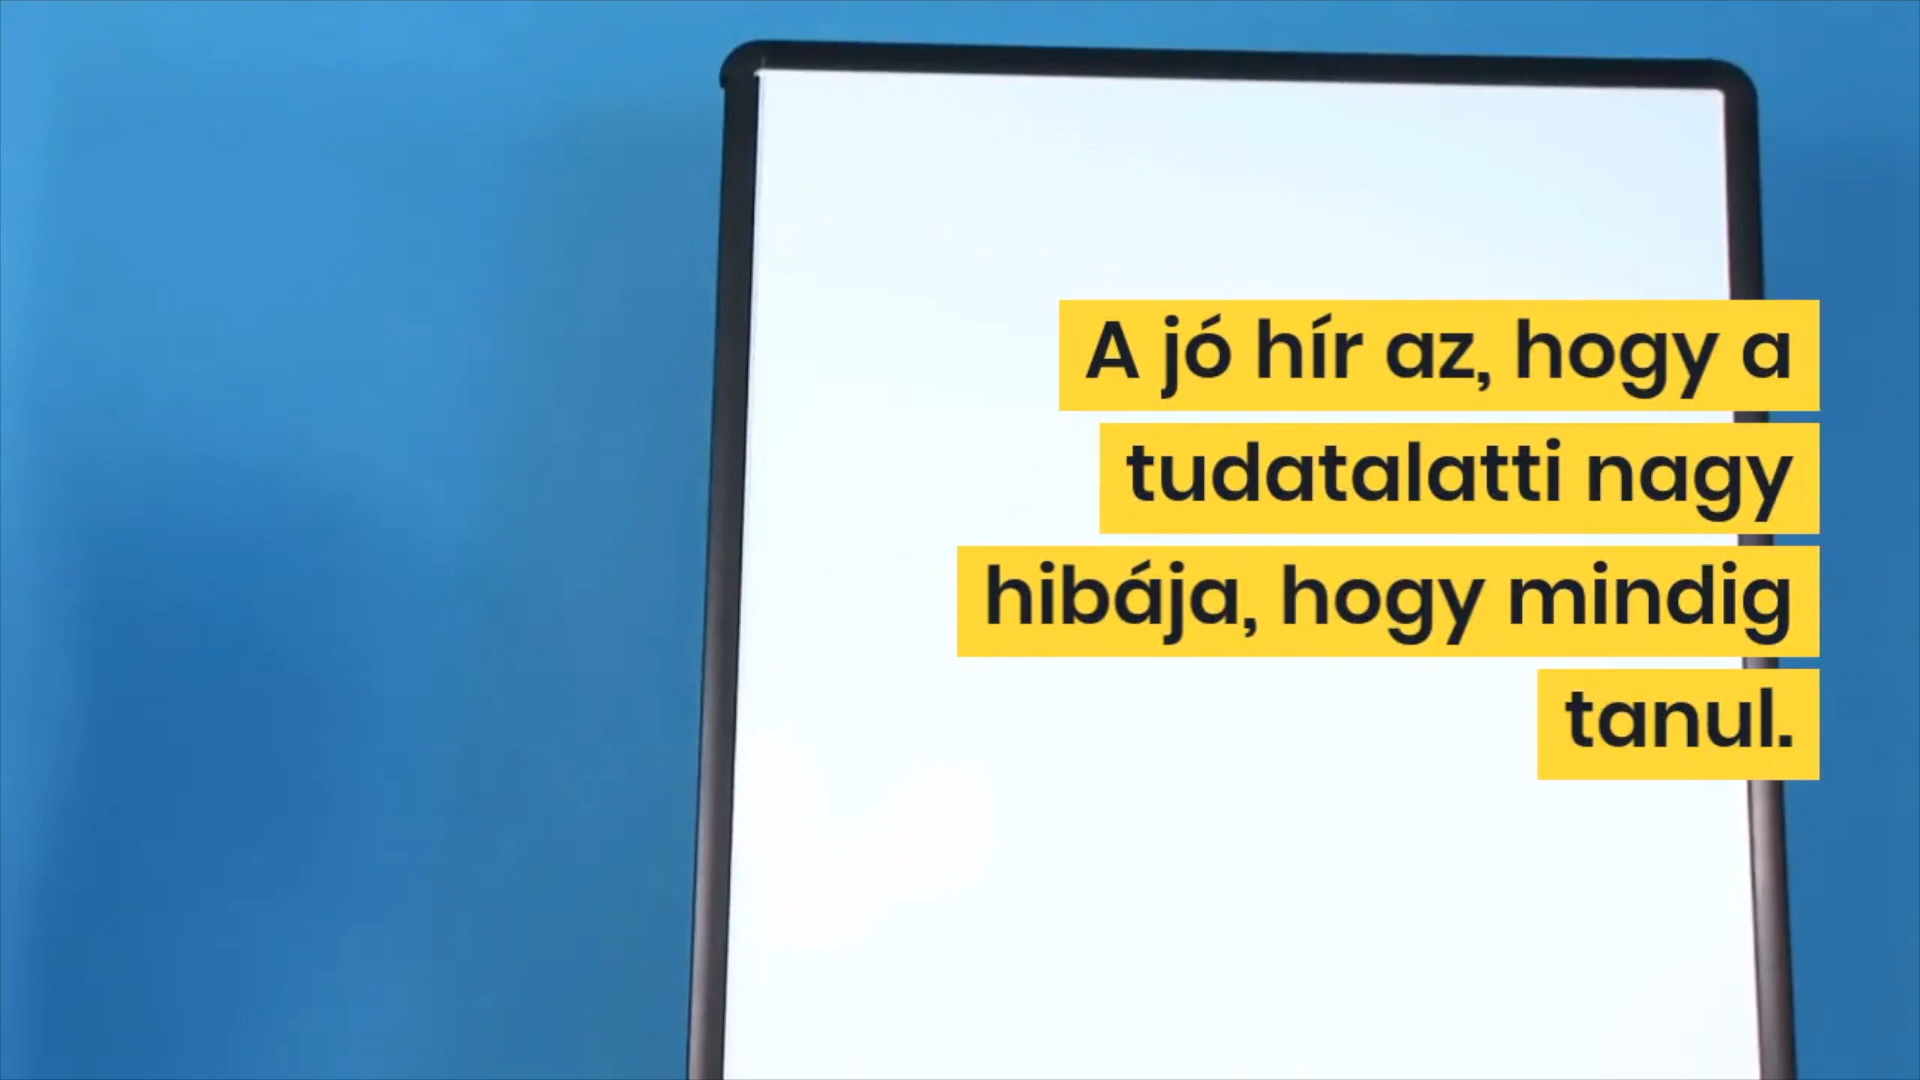 A jó hír az, hogy a
tudatalatti nagy
hibája, hogy mindig
tanul.